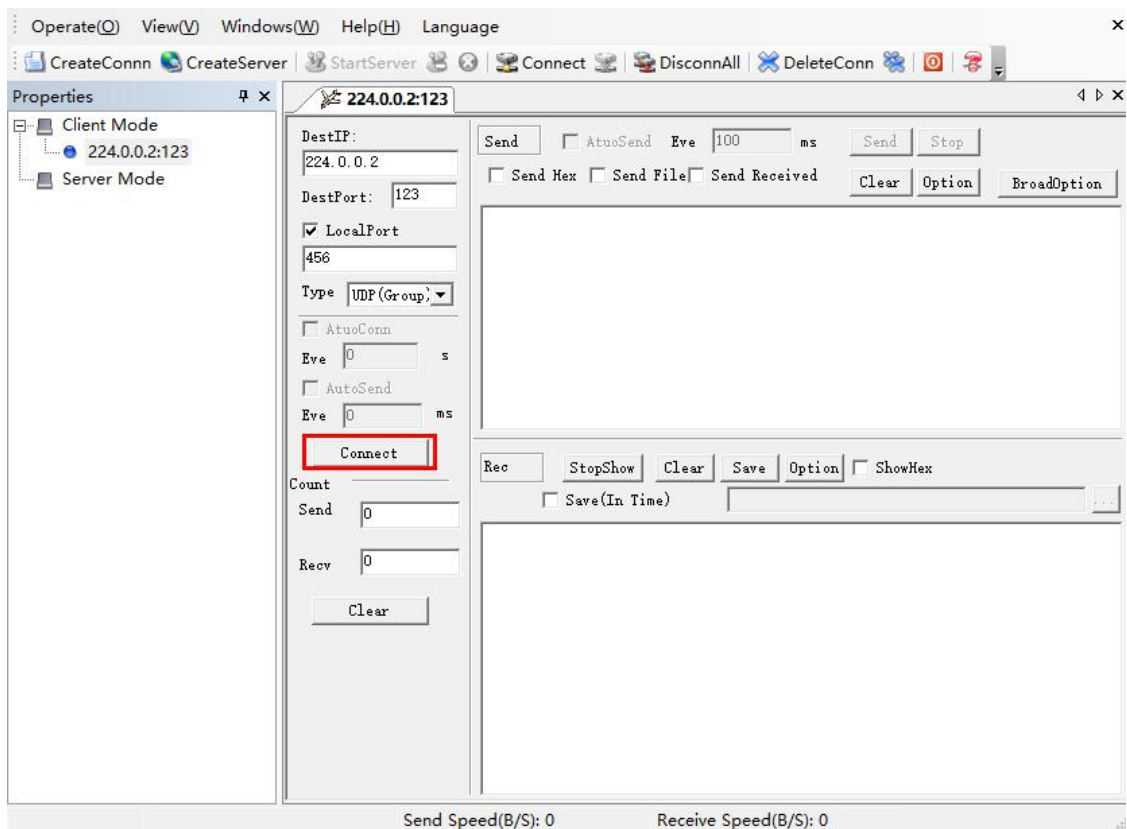 Operate(O) View(V) Windows(W) Help(H) Language
CreateConnn CreateServer StartServer Connect DisconnAll DeleteConn
Properties
Client Mode
224.0.0.2:123
Server Mode
224.0.0.2:123
DestIP:
224.0.0.2
DestPort: 123
LocalPort
456
Type UDP(Group)
AtuoConn
Eve 0 s
AutoSend
Eve 0 ms
Connect
Count
Send 0
Recv 0
Clear
Send AtuoSend Eve 100 ms Send Stop
Send Hex Send File Send Received Clear Option BroadOption
Rec StopShow Clear Save Option ShowHex
Save(In Time) ...
Send Speed(B/S): 0 Receive Speed(B/S): 0